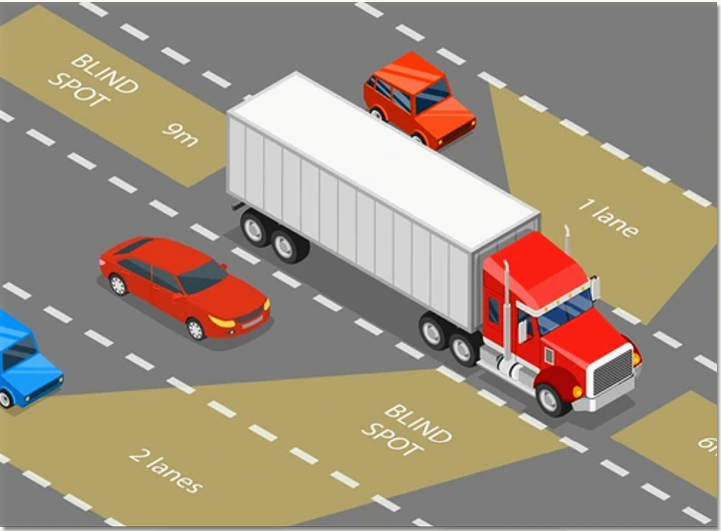 BLIND
SPOT
9m
1 lane
BLIND
SPOT
2 lanes